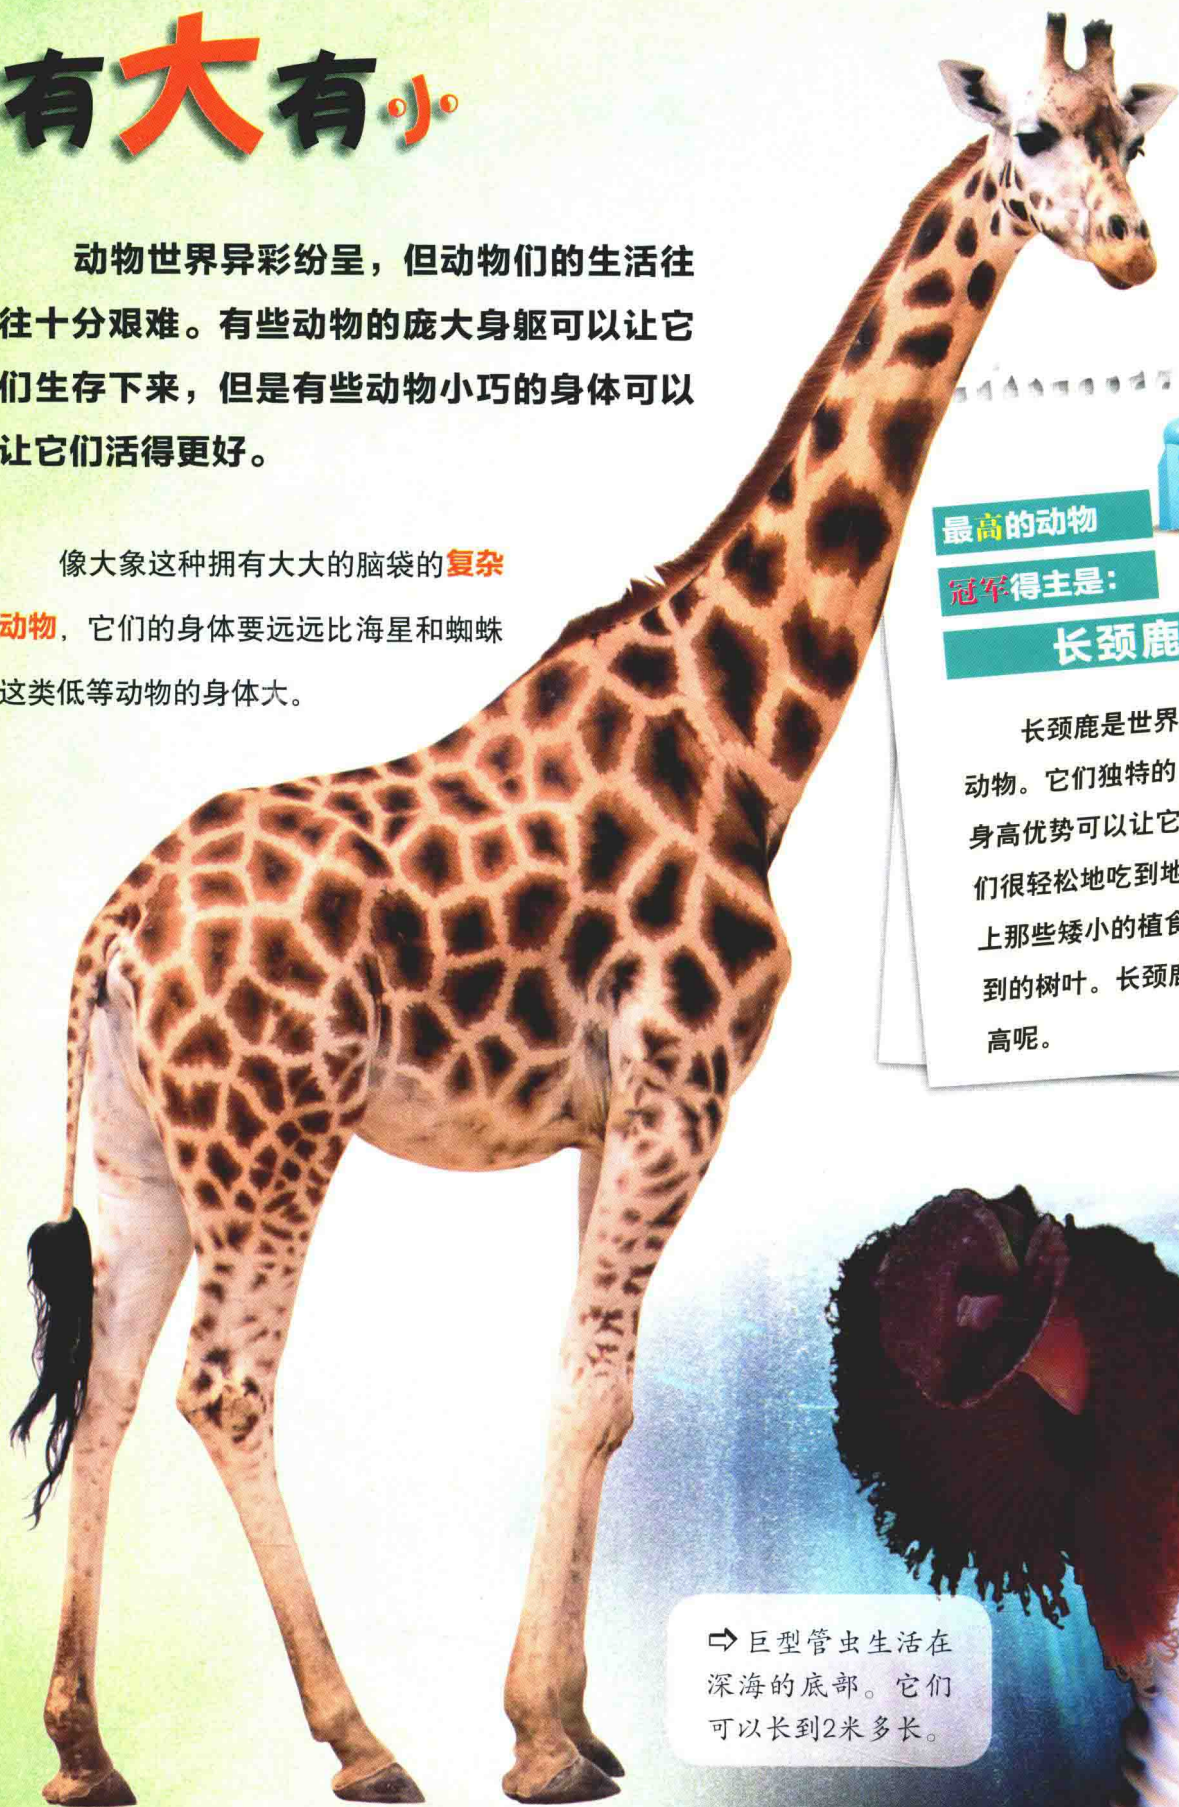 有大有小
动物世界异彩纷呈，但动物们的生活往
往十分艰难。有些动物的庞大身躯可以让它
们生存下来，但是有些动物小巧的身体可以
让它们活得更好。
像大象这种拥有大大的脑袋的复杂
动物，它们的身体要远远比海星和蜘蛛
这类低等动物的身体大。
最高的动物
冠军得主是：
长颈鹿
长颈鹿是世界
动物。它们独特的
身高优势可以让它
们很轻松地吃到地
上那些矮小的植食
到的树叶。长颈鹿
高呢。
⇨巨型管虫生活在
深海的底部。它们
可以长到2米多长。